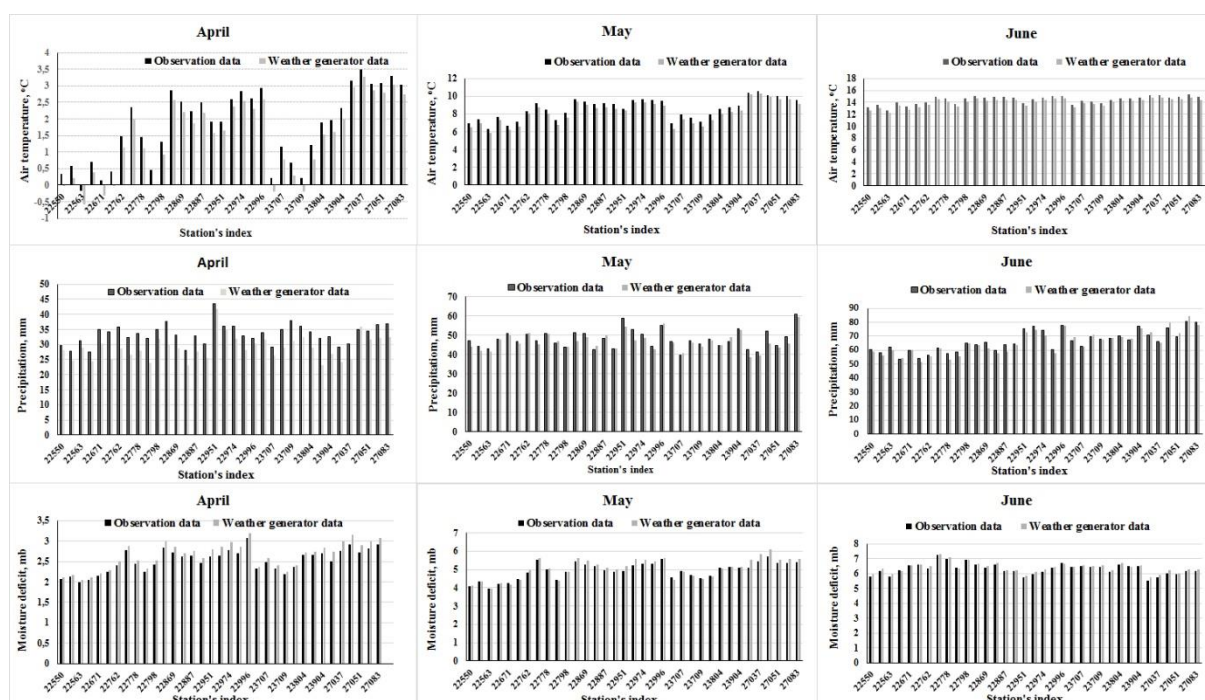 April
Observation data Weather generator data
Air temperature, °C
4
3,5
3
2,5
2
1,5
1
0,5
0
-0,5
-1
22550 22563 22671 22762 22778 22798 22869 22887 22951 22974 22996 23707 23709 23804 23904 27037 27051 27083
Station's index
May
Observation data Weather generator data
Air temperature, °C
12
10
8
6
4
2
0
22550 22563 22671 22762 22778 22798 22869 22887 22951 22974 22996 23707 23709 23804 23904 27037 27051 27083
Station's index
June
Observation data Weather generator data
Air temperature, °C
18
16
14
12
10
8
6
4
2
0
22550 22563 22671 22762 22778 22798 22869 22887 22951 22974 22996 23707 23709 23804 23904 27037 27051 27083
Station's index
April
Observation data Weather generator data
Precipitatiom, mm
50
45
40
35
30
25
20
15
10
5
0
22550 22563 22671 22762 22778 22798 22869 22887 22951 22974 22996 23707 23709 23804 23904 27037 27051 27083
Station's index
May
Observation data Weather generator data
Precipitatiom, mm
70
60
50
40
30
20
10
0
22550 22563 22671 22762 22778 22798 22869 22887 22951 22974 22996 23707 23709 23804 23904 27037 27051 27083
Station's index
June
Observation data Weather generator data
Precipitatiom, mm
90
80
70
60
50
40
30
20
10
0
22550 22563 22671 22762 22778 22798 22869 22887 22951 22974 22996 23707 23709 23804 23904 27037 27051 27083
Station's index
April
Observation data Weather generator data
Moisture deficit, mb
3,5
3
2,5
2
1,5
1
0,5
0
22550 22563 22671 22762 22778 22798 22869 22887 22951 22974 22996 23707 23709 23804 23904 27037 27051 27083
Station's index
May
Observation data Weather generator data
Moisture deficit, mb
7
6
5
4
3
2
1
0
22550 22563 22671 22762 22778 22798 22869 22887 22951 22974 22996 23707 23709 23804 23904 27037 27051 27083
Station's index
June
Observation data Weather generator data
Moisture deficit, mb
8
7
6
5
4
3
2
1
0
22550 22563 22671 22762 22778 22798 22869 22887 22951 22974 22996 23707 23709 23804 23904 27037 27051 27083
Station's index